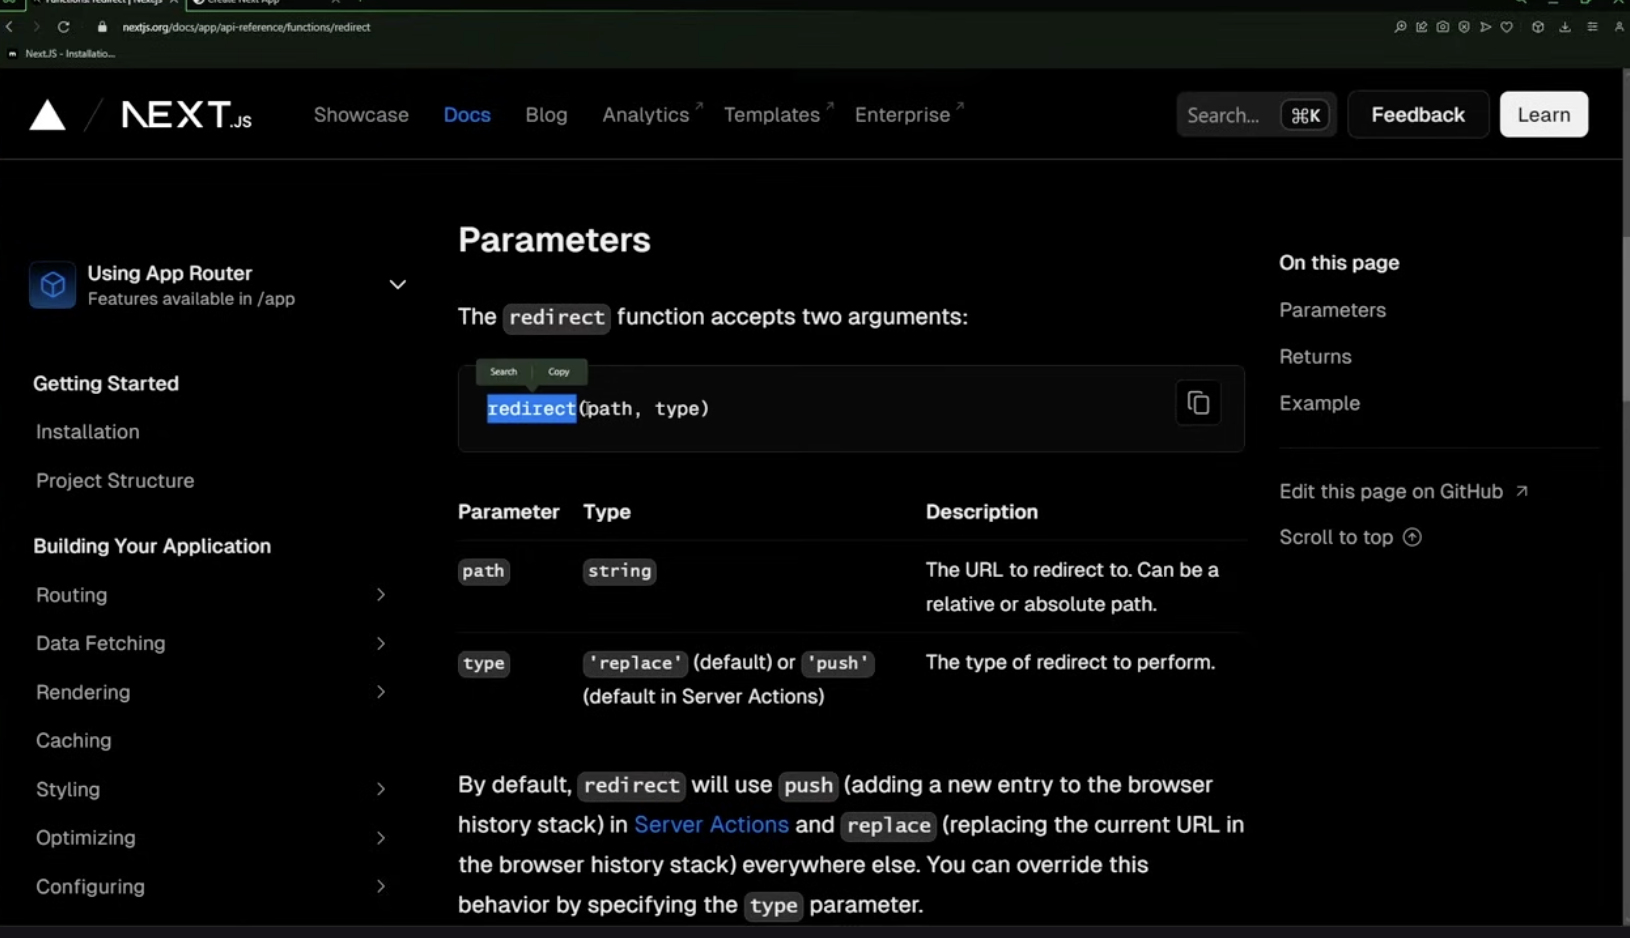 Create Next App
nextjs.org/docs/app/api-reference/functions/redirect
m NextJS - Installatio...
NEXT.JS
Showcase
Docs
Blog
Analytics
Templates
Enterprise
Search...
⌘K
Feedback
Learn
Using App Router
Features available in /app
Getting Started
Installation
Project Structure
Building Your Application
Routing
Data Fetching
Rendering
Caching
Styling
Optimizing
Configuring
Parameters
The redirect function accepts two arguments:
Search
Copy
redirect(path, type)
Parameter Type Description
path string The URL to redirect to. Can be a
relative or absolute path.
type 'replace' (default) or 'push' The type of redirect to perform.
(default in Server Actions)
By default, redirect will use push (adding a new entry to the browser
history stack) in Server Actions and replace (replacing the current URL in
the browser history stack) everywhere else. You can override this
behavior by specifying the type parameter.
On this page
Parameters
Returns
Example
Edit this page on GitHub
Scroll to top